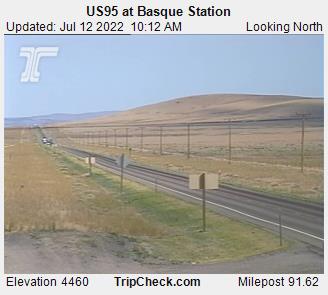 US95 at Basque Station
Updated: Jul 12 2022 10:12 AM Looking North
Elevation 4460 TripCheck.com Milepost 91.62